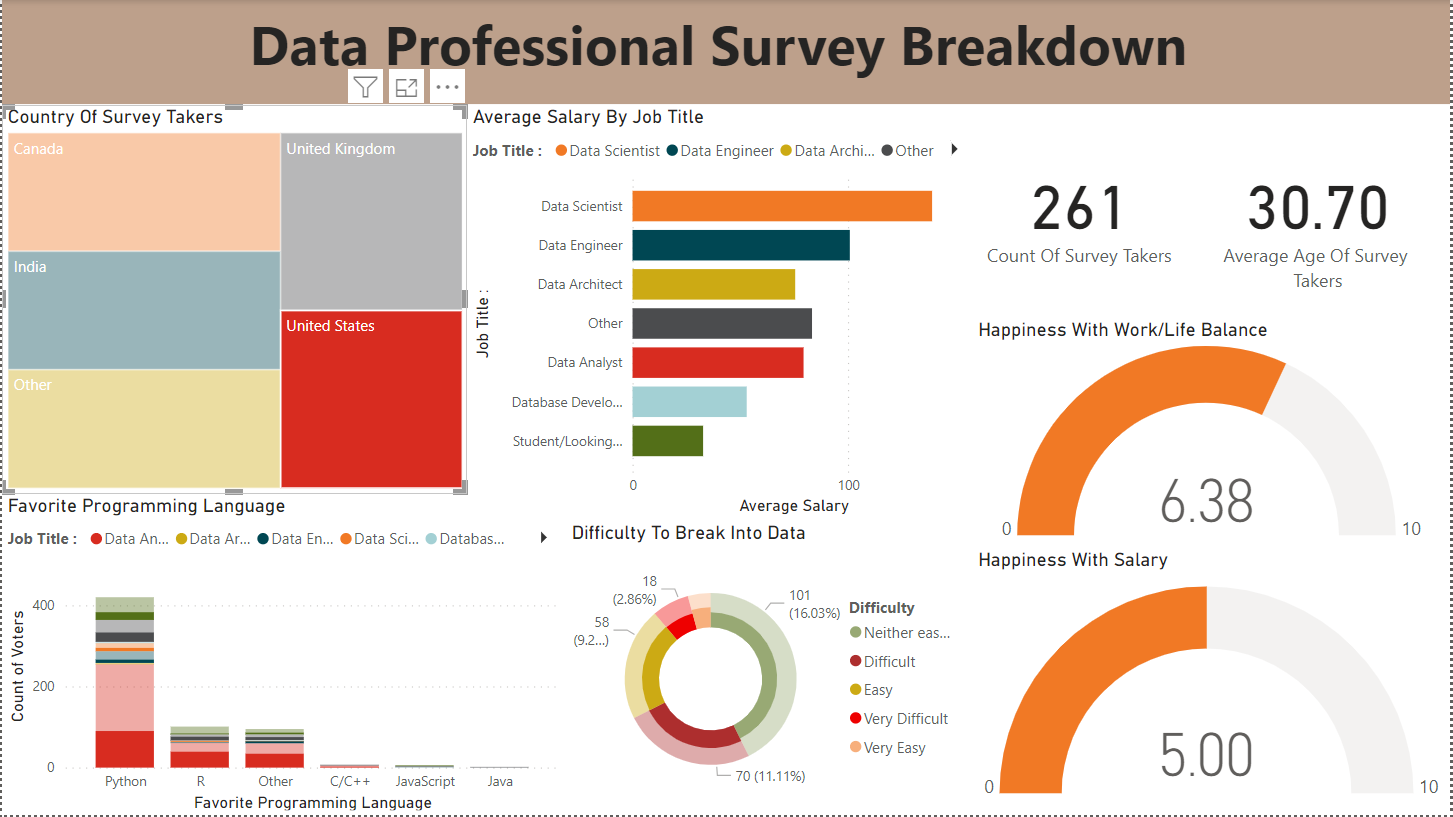 Data Professional Survey Breakdown
Country Of Survey Takers
Canada
India
Other
United Kingdom
United States
Average Salary By Job Title
Job Title : Data Scientist Data Engineer Data Archi... Other
Job Title :
Data Scientist
Data Engineer
Data Architect
Other
Data Analyst
Database Develo...
Student/Looking...
0 100
Average Salary
261
Count Of Survey Takers
30.70
Average Age Of Survey
Takers
Happiness With Work/Life Balance
6.38
0 10
Happiness With Salary
5.00
0 10
Favorite Programming Language
Job Title : Data An... Data Ar... Data En... Data Sci... Databas...
Count of Voters
400
200
0
Python R Other C/C++ JavaScript Java
Favorite Programming Language
Difficulty To Break Into Data
18
(2.86%)
101
(16.03%)
58
(9.2...)
70 (11.11%)
Difficulty
Neither eas...
Difficult
Easy
Very Difficult
Very Easy